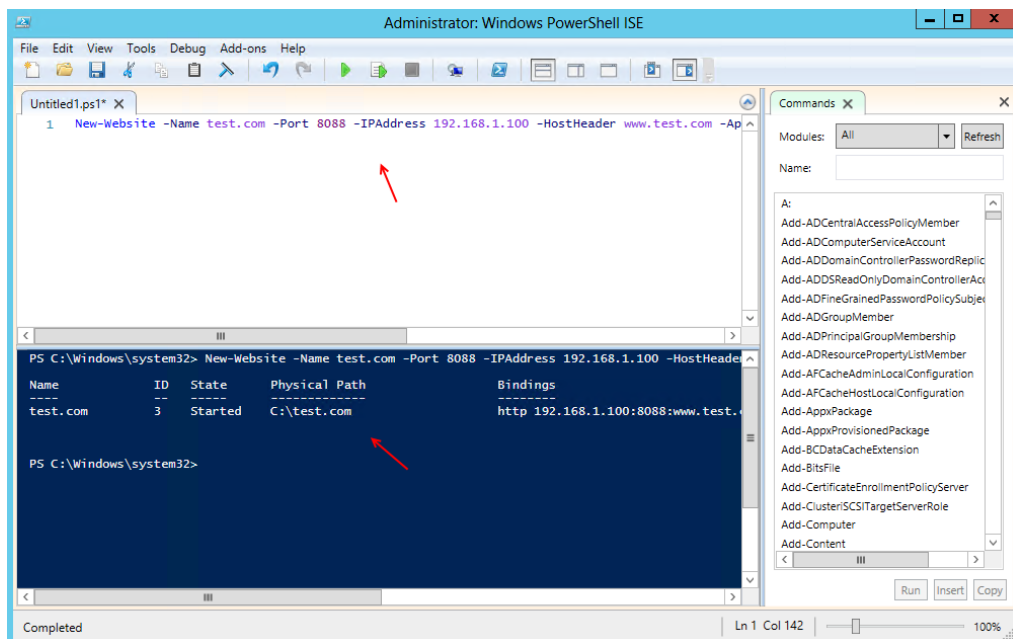 Administrator: Windows PowerShell ISE
File Edit View Tools Debug Add-ons Help
Untitled1.ps1* X
1 New-Website -Name test.com -Port 8088 -IPAddress 192.168.1.100 -HostHeader www.test.com -Ap
PS C:\Windows\system32> New-Website -Name test.com -Port 8088 -IPAddress 192.168.1.100 -HostHeader
Name ID State Physical Path Bindings
---- -- ----- ------------- --------
test.com 3 Started C:\test.com http 192.168.1.100:8088:www.test.
PS C:\Windows\system32>
Commands X
Modules: All Refresh
Name:
A:
Add-ADCentralAccessPolicyMember
Add-ADComputerServiceAccount
Add-ADDomainControllerPasswordReplic
Add-ADDSReadOnlyDomainControllerAcc
Add-ADFineGrainedPasswordPolicySubjec
Add-ADGroupMember
Add-ADPrincipalGroupMembership
Add-ADResourcePropertyListMember
Add-AFCacheAdminLocalConfiguration
Add-AFCacheHostLocalConfiguration
Add-AppxPackage
Add-AppxProvisionedPackage
Add-BCDataCacheExtension
Add-BitsFile
Add-CertificateEnrollmentPolicyServer
Add-ClusteriSCSITargetServerRole
Add-Computer
Add-Content
Run Insert Copy
Completed Ln 1 Col 142 100%